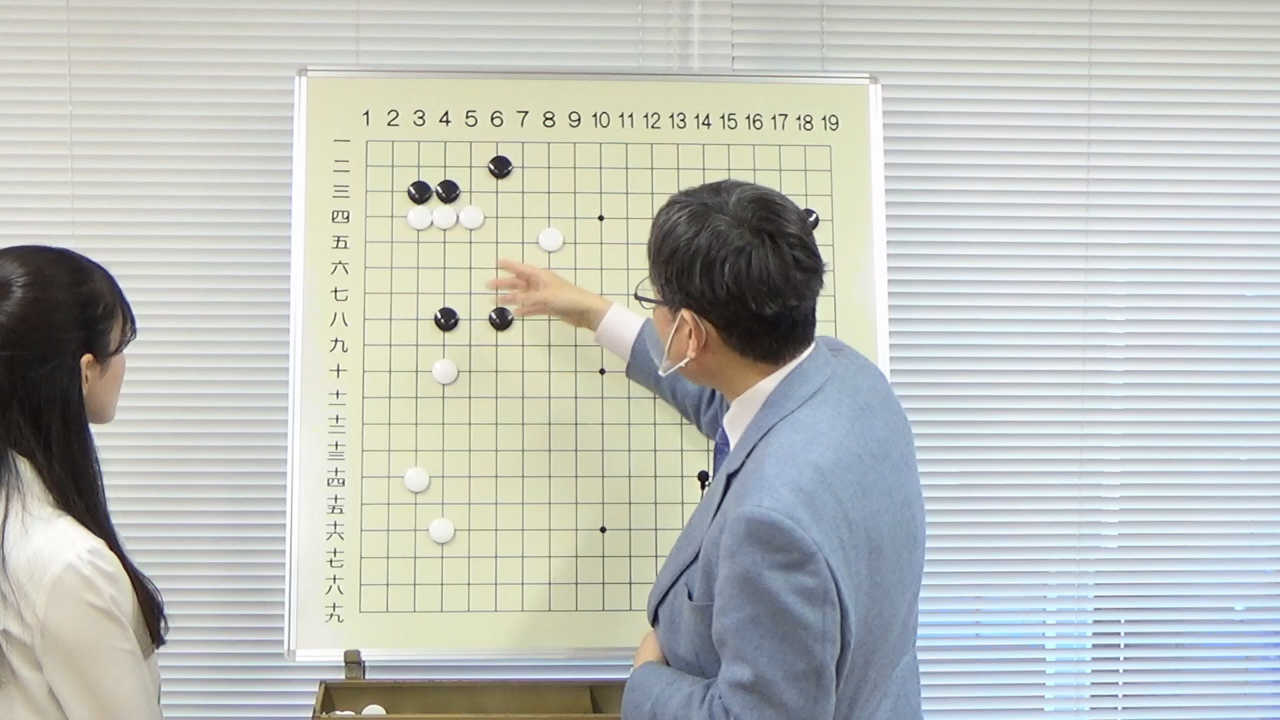 1 2 3 4 5 6 7 8 9 10 11 12 13 14 15 16 17 18 19
一
二
三
四
五
六
七
八
九
十
十一
十二
十三
十四
十五
十六
十七
十八
十九